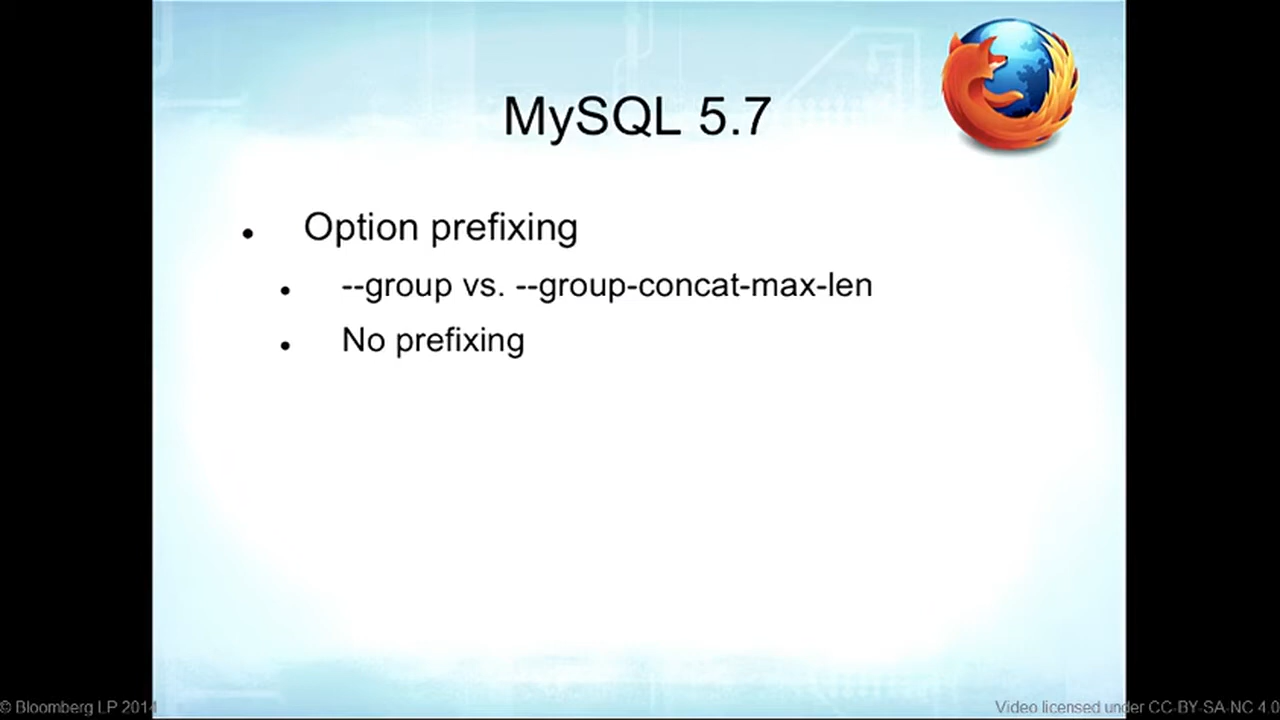 MySQL 5.7
• Option prefixing
• --group vs. --group-concat-max-len
• No prefixing
© Bloomberg LP 2014
Video licensed under CC-BY-SA-NC 4.0